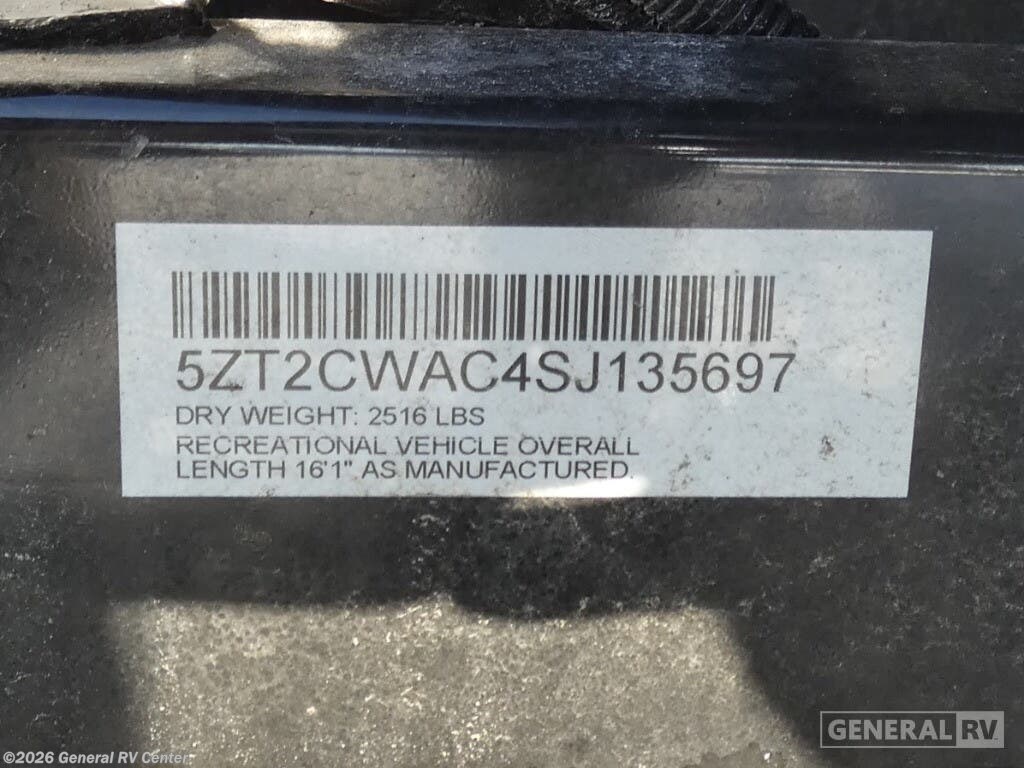 5ZT2CWAC4SJ135697
DRY WEIGHT: 2516 LBS
RECREATIONAL VEHICLE OVERALL
LENGTH 16'1" AS MANUFACTURED.
GENERAL RV
©2026 General RV Center.